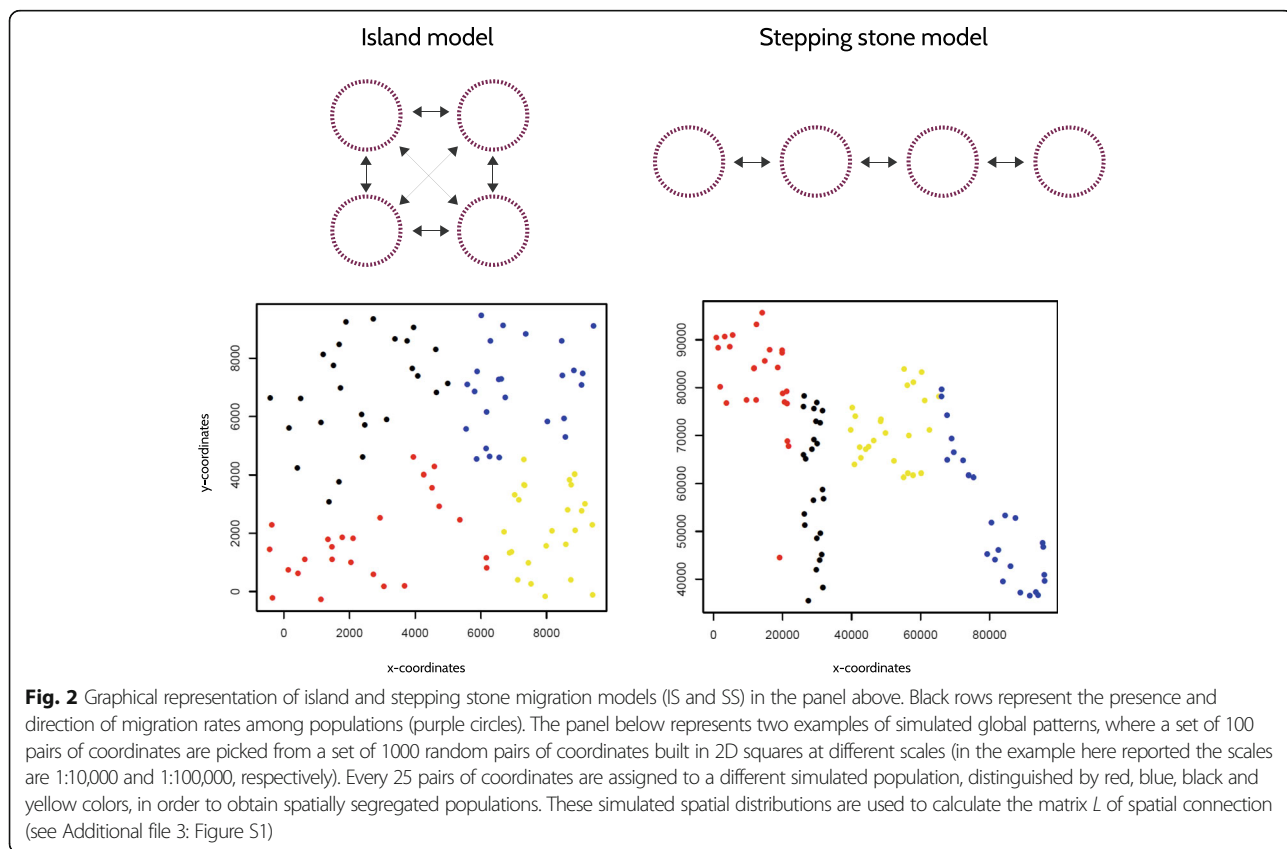 Island model
Stepping stone model
y-coordinates
8000
6000
4000
2000
0
0 2000 4000 6000 8000
x-coordinates
90000
80000
70000
60000
50000
40000
0 20000 40000 60000 80000
x-coordinates
Fig. 2 Graphical representation of island and stepping stone migration models (IS and SS) in the panel above. Black rows represent the presence and
direction of migration rates among populations (purple circles). The panel below represents two examples of simulated global patterns, where a set of 100
pairs of coordinates are picked from a set of 1000 random pairs of coordinates built in 2D squares at different scales (in the example here reported the scales
are 1:10,000 and 1:100,000, respectively). Every 25 pairs of coordinates are assigned to a different simulated population, distinguished by red, blue, black and
yellow colors, in order to obtain spatially segregated populations. These simulated spatial distributions are used to calculate the matrix L of spatial connection
(see Additional file 3: Figure S1)